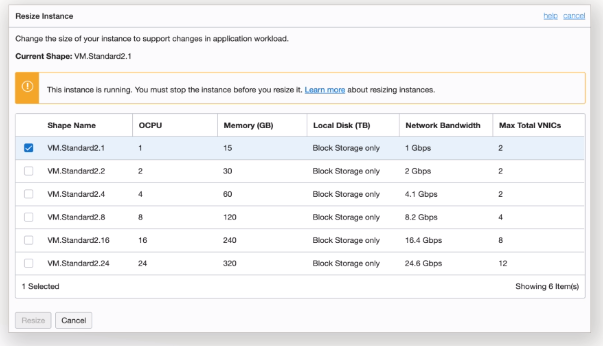 Resize Instance help cancel
Change the size of your instance to support changes in application workload.
Current Shape: VM.Standard2.1
This instance is running. You must stop the instance before you resize it. Learn more about resizing instances.
Shape Name OCPU Memory (GB) Local Disk (TB) Network Bandwidth Max Total VNICs
VM.Standard2.1 1 15 Block Storage only 1 Gbps 2
VM.Standard2.2 2 30 Block Storage only 2 Gbps 2
VM.Standard2.4 4 60 Block Storage only 4.1 Gbps 2
VM.Standard2.8 8 120 Block Storage only 8.2 Gbps 4
VM.Standard2.16 16 240 Block Storage only 16.4 Gbps 8
VM.Standard2.24 24 320 Block Storage only 24.6 Gbps 12
1 Selected Showing 6 Item(s)
Resize Cancel